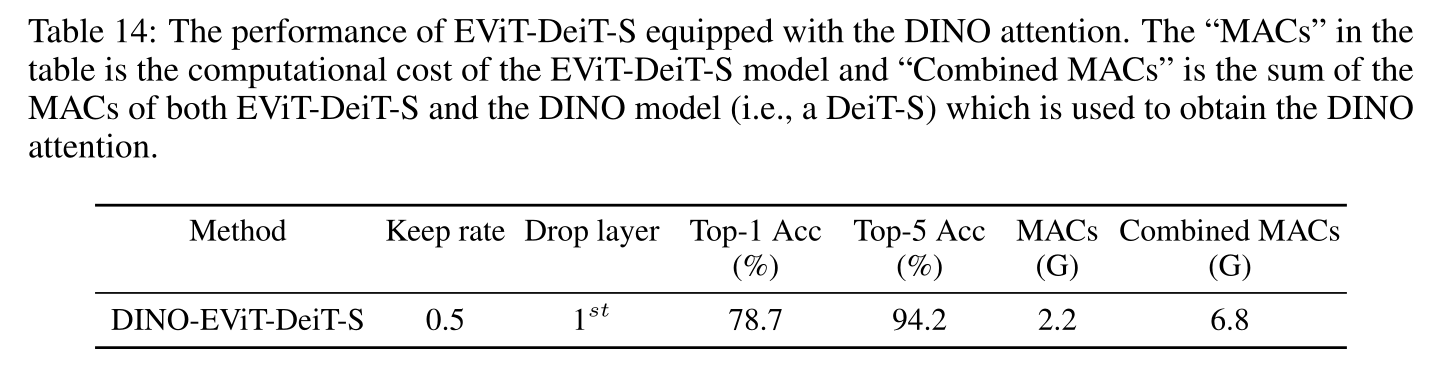 Table 14: The performance of EViT-DeiT-S equipped with the DINO attention. The “MACs” in the
table is the computational cost of the EViT-DeiT-S model and “Combined MACs” is the sum of the
MACs of both EViT-DeiT-S and the DINO model (i.e., a DeiT-S) which is used to obtain the DINO
attention.
Method Keep rate Drop layer Top-1 Acc Top-5 Acc MACs Combined MACs
(%) (%) (G) (G)
DINO-EViT-DeiT-S 0.5 1st 78.7 94.2 2.2 6.8